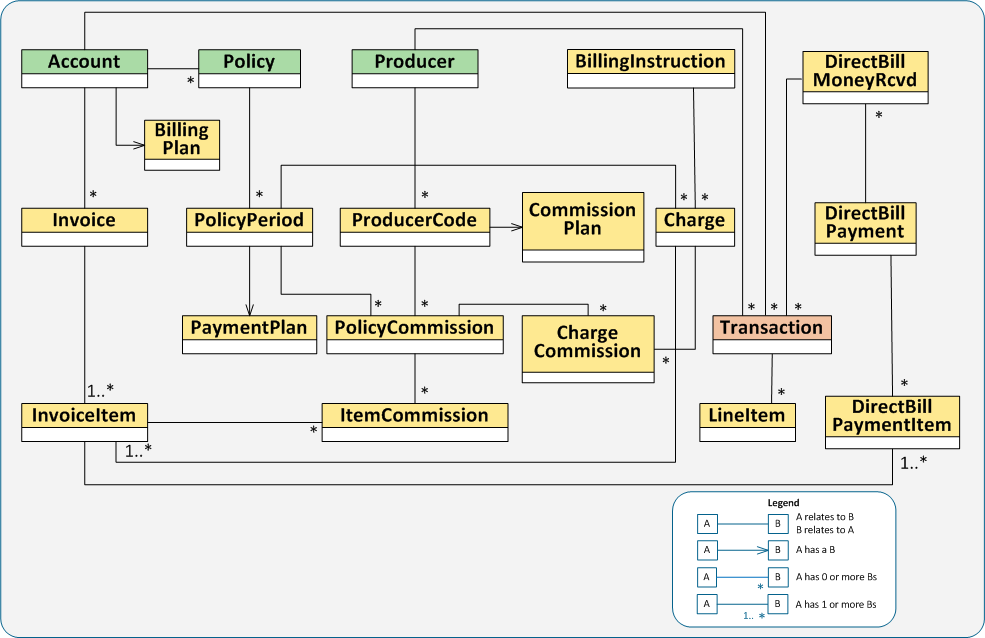 Account
Policy
Producer
BillingInstruction
DirectBill
MoneyRcvd
*
*
Billing
Plan
*
*
*
*
*
Invoice
PolicyPeriod
ProducerCode
Commission
Plan
Charge
DirectBill
Payment
*
*
*
*
*
*
PaymentPlan
PolicyCommission
Charge
Commission
Transaction
*
1..*
*
*
*
InvoiceItem
ItemCommission
LineItem
DirectBill
PaymentItem
*
1..*
1..*
Legend
A
B
A relates to B
B relates to A
A
B
A has a B
A
B
A has 0 or more Bs
*
A
B
A has 1 or more Bs
1.. *